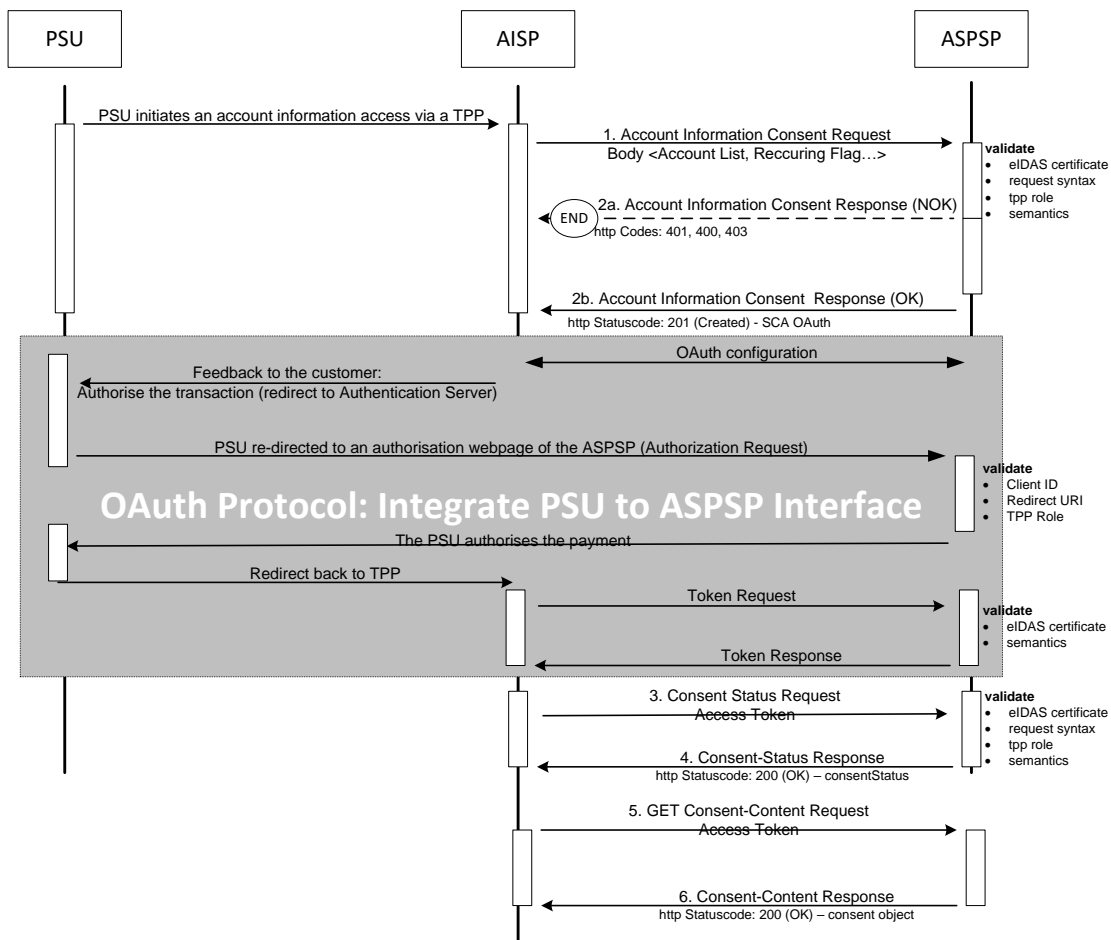 PSU
AISP
ASPSP
PSU initiates an account information access via a TPP
1. Account Information Consent Request
Body <Account List, Reccuring Flag…>
validate
• eIDAS certificate
• request syntax
• tpp role
• semantics
2a. Account Information Consent Response (NOK)
END
http Codes: 401, 400, 403
2b. Account Information Consent Response (OK)
http Statuscode: 201 (Created) - SCA OAuth
OAuth configuration
Feedback to the customer:
Authorise the transaction (redirect to Authentication Server)
PSU re-directed to an authorisation webpage of the ASPSP (Authorization Request)
validate
• Client ID
• Redirect URI
• TPP Role
OAuth Protocol: Integrate PSU to ASPSP Interface
The PSU authorises the payment
Redirect back to TPP
Token Request
validate
• eIDAS certificate
• semantics
Token Response
3. Consent Status Request
Access Token
validate
• eIDAS certificate
• request syntax
• tpp role
• semantics
4. Consent-Status Response
http Statuscode: 200 (OK) – consentStatus
5. GET Consent-Content Request
Access Token
6. Consent-Content Response
http Statuscode: 200 (OK) – consent object